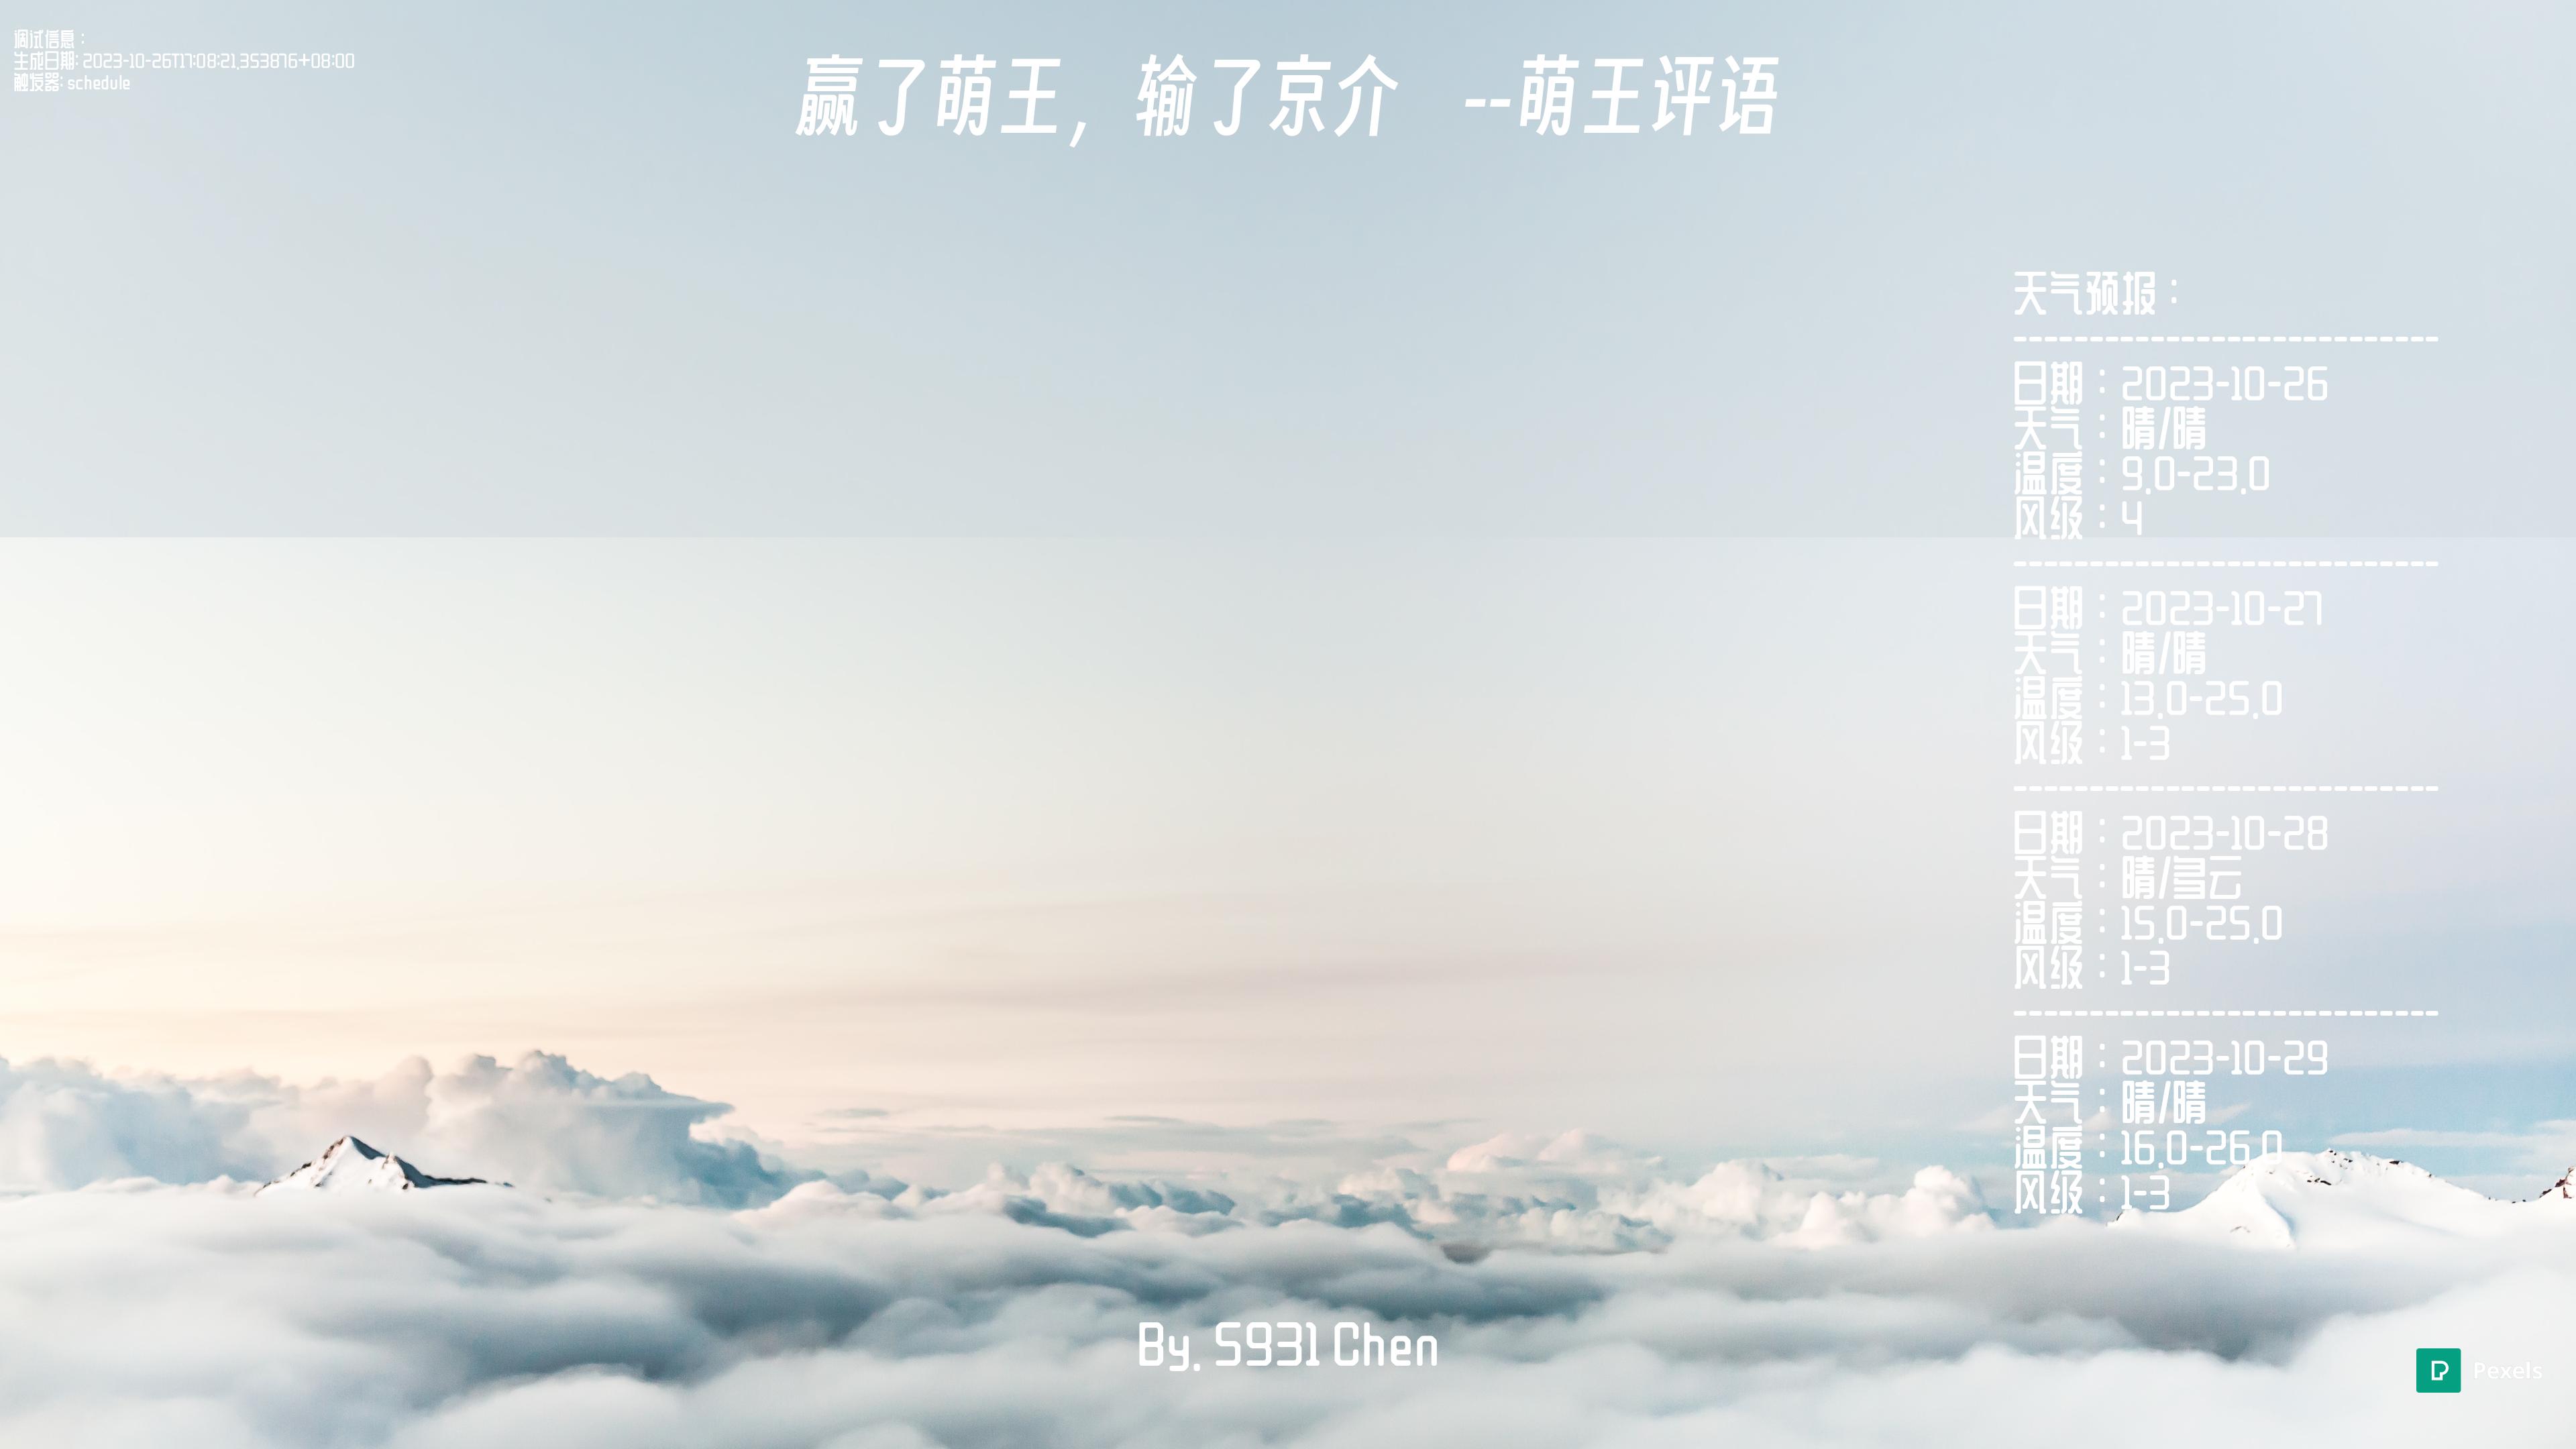 调试信息：
生成日期: 2023-10-26T17:08:21.353876+08:00
触发器: schedule
赢了萌王，输了京介 --萌王评语
天气预报：
----------------------------
日期：2023-10-26
天气：晴/晴
温度：9.0-23.0
风级：4
----------------------------
日期：2023-10-27
天气：晴/晴
温度：13.0-25.0
风级：1-3
----------------------------
日期：2023-10-28
天气：晴/多云
温度：15.0-25.0
风级：1-3
----------------------------
日期：2023-10-29
天气：晴/晴
温度：16.0-26.0
风级：1-3
By. S931 Chen
Pexels